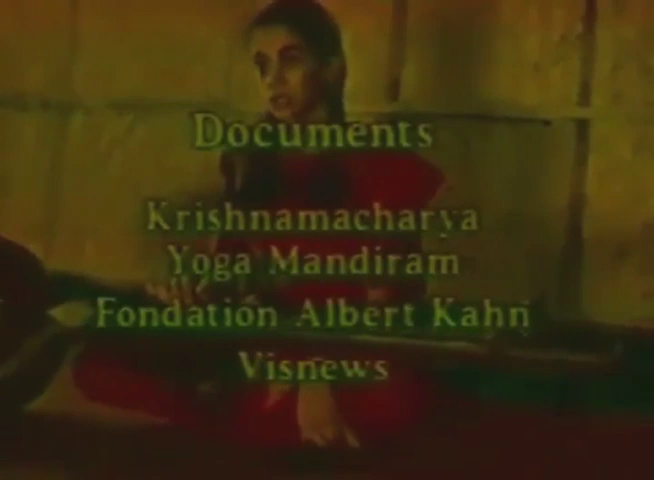 Documents
Krishnamacharya
Yoga Mandiram
Fondation Albert Kahn
Visnews